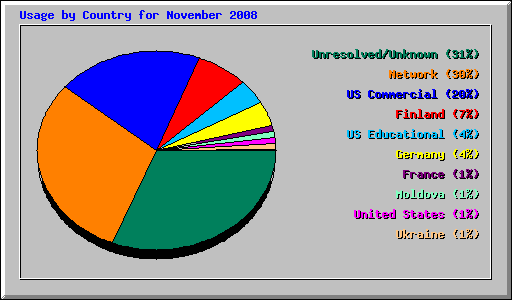 Usage by Country for November 2008
Unresolved/Unknown (31%)
Network (30%)
US Commercial (20%)
Finland (7%)
US Educational (4%)
Germany (4%)
France (1%)
Moldova (1%)
United States (1%)
Ukraine (1%)